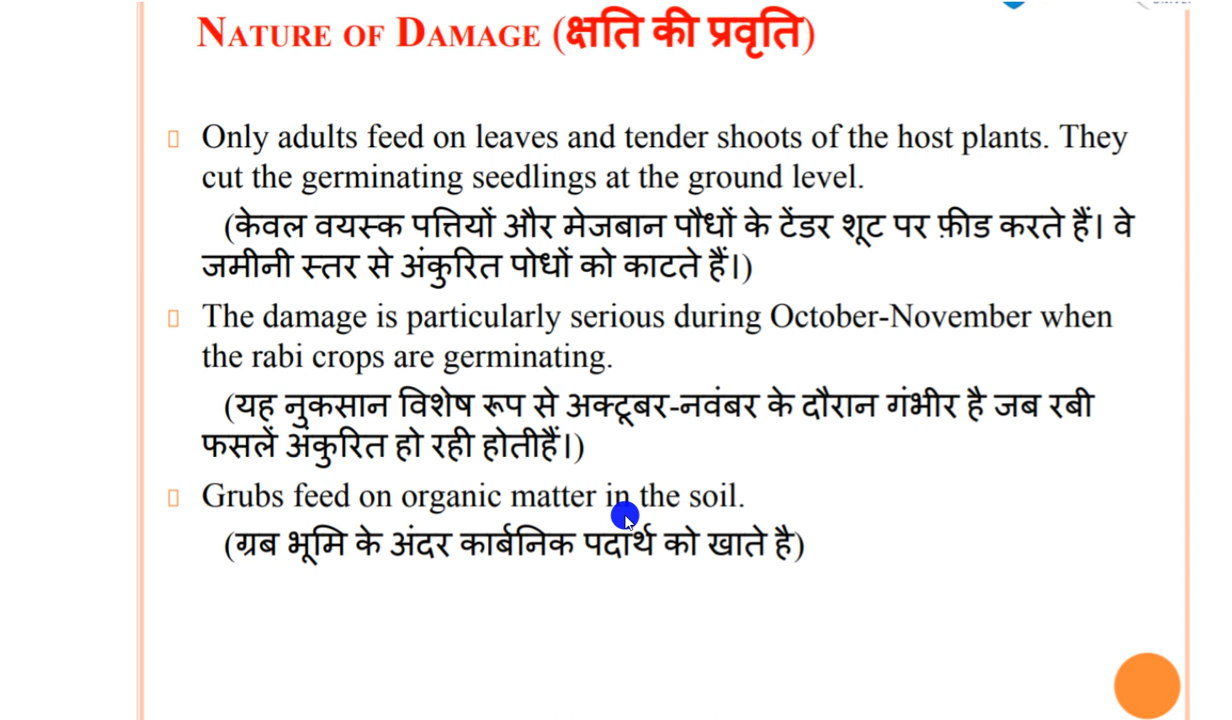 NATURE OF DAMAGE (क्षति की प्रवृति)
Only adults feed on leaves and tender shoots of the host plants. They
cut the germinating seedlings at the ground level.
(केवल वयस्क पत्तियों और मेजबान पौधों के टेंडर शूट पर फ़ीड करते हैं। वे
जमीनी स्तर से अंकुरित पोधों को काटते हैं।)
The damage is particularly serious during October-November when
the rabi crops are germinating.
(यह नुकसान विशेष रूप से अक्टूबर-नवंबर के दौरान गंभीर है जब रबी
फसलें अंकुरित हो रही होतीहैं।)
Grubs feed on organic matter in the soil.
(ग्रब भूमि के अंदर कार्बनिक पदार्थ को खाते है)